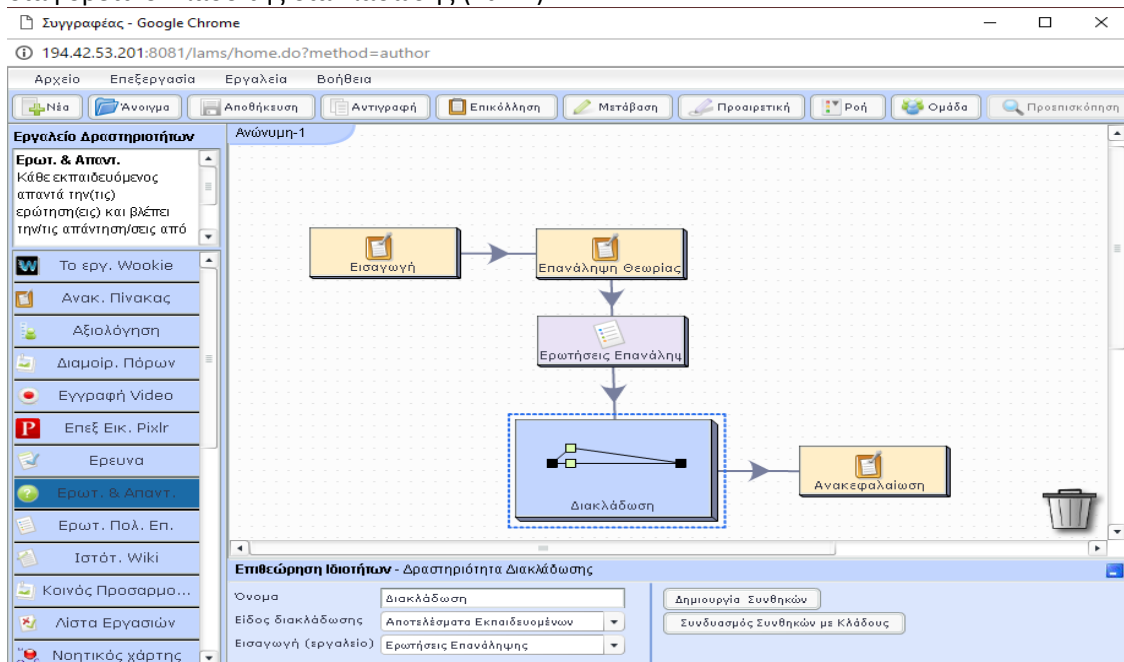 Συγγραφέας - Google Chrome
194.42.53.201:8081/lams/home.do?method=author
Αρχείο Επεξεργασία Εργαλεία Βοήθεια
Νέα Άνοιγμα Αποθήκευση Αντιγραφή Επικόλληση Μετάβαση Προαιρετική Ροή Ομάδα Προεπισκόπηση
Εργαλείο Δραστηριοτήτων
Ανώνυμη-1
Ερωτ. & Απαντ.
Κάθε εκπαιδευόμενος
απαντά την(τις)
ερώτηση(εις) και βλέπει
την/τις απάντηση/σεις από
Το εργ. Wookie
Ανακ. Πίνακας
Αξιολόγηση
Διαμοίρ. Πόρων
Εγγραφή Video
Επεξ Εικ. Pixlr
Ερευνα
Ερωτ. & Απαντ.
Ερωτ. Πολ. Επ.
Ιστότ. Wiki
Κοινός Προσαρμο...
Λίστα Εργασιών
Νοητικός χάρτης
Εισαγωγή
Επανάληψη Θεωρίας
Ερωτήσεις Επανάληψ
Διακλάδωση
Ανακεφαλαίωση
Επιθεώρηση Ιδιοτήτων - Δραστηριότητα Διακλάδωσης
Όνομα Διακλάδωση
Είδος διακλάδωσης Αποτελέσματα Εκπαιδευομένων
Εισαγωγή (εργαλείο) Ερωτήσεις Επανάληψης
Δημιουργία Συνθηκών
Συνδυασμός Συνθηκών με Κλάδους